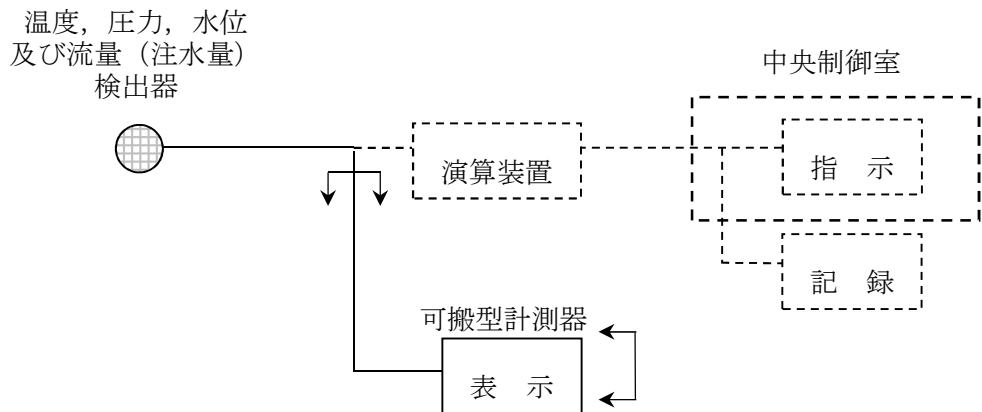 温度，圧力，水位
及び流量（注水量）
検出器
中央制御室
演算装置
指　示
記　録
可搬型計測器
表　示